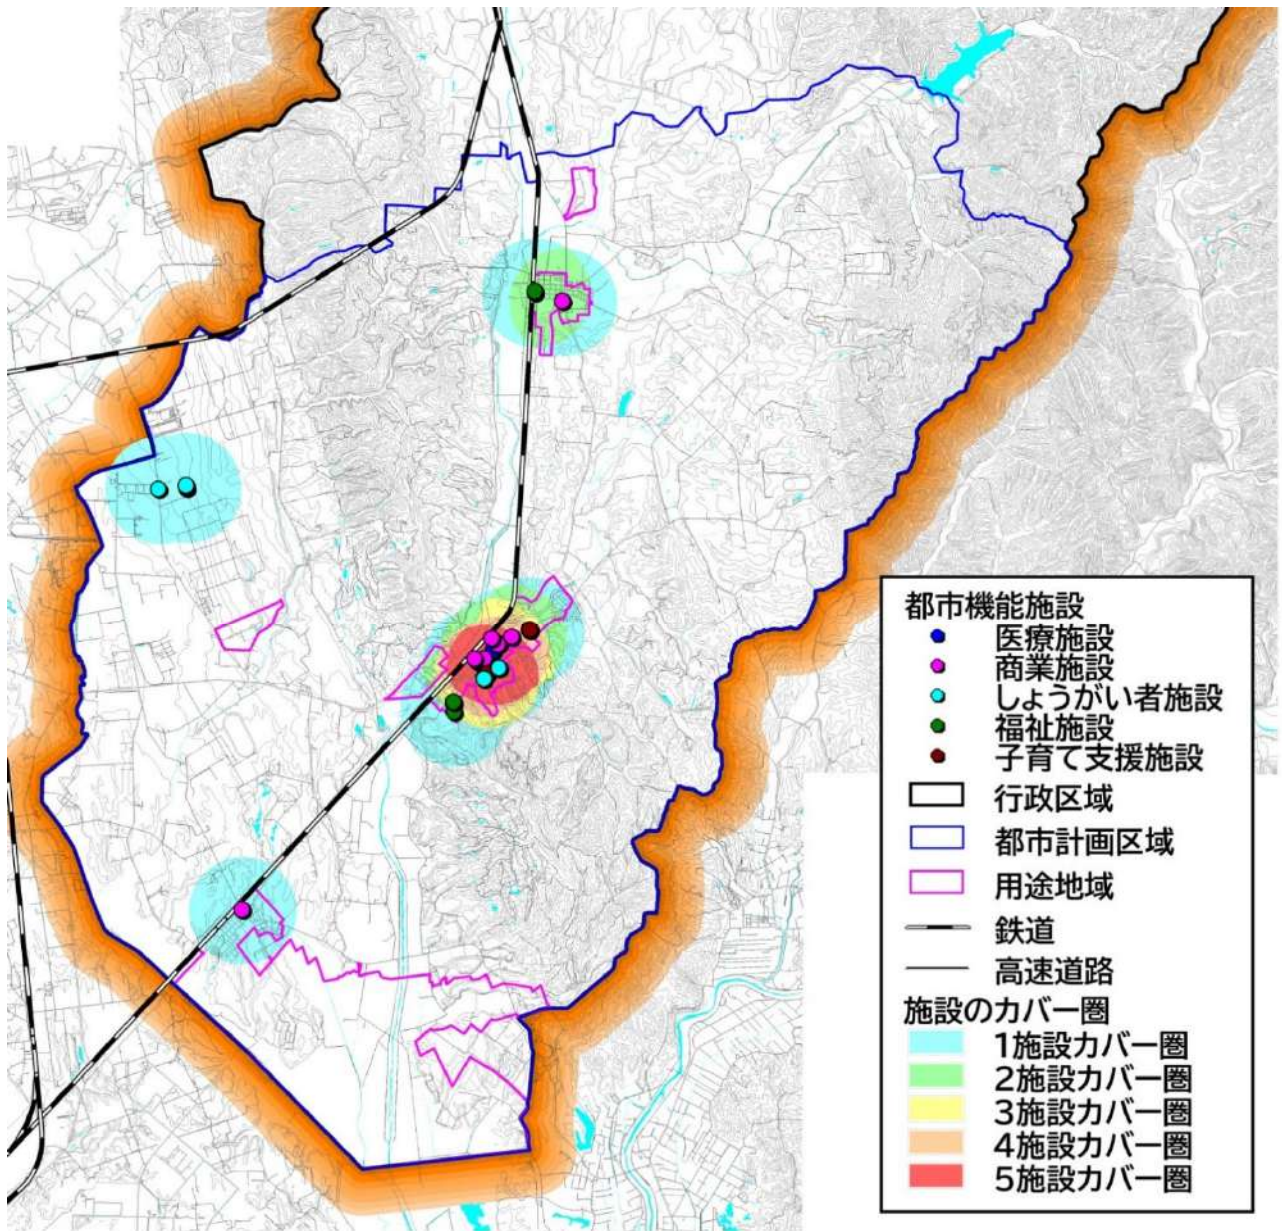 都市機能施設
医療施設
商業施設
しょうがい者施設
福祉施設
子育て支援施設
行政区域
都市計画区域
用途地域
鉄道
高速道路
施設のカバー圏
1施設カバー圏
2施設カバー圏
3施設カバー圏
4施設カバー圏
5施設カバー圏